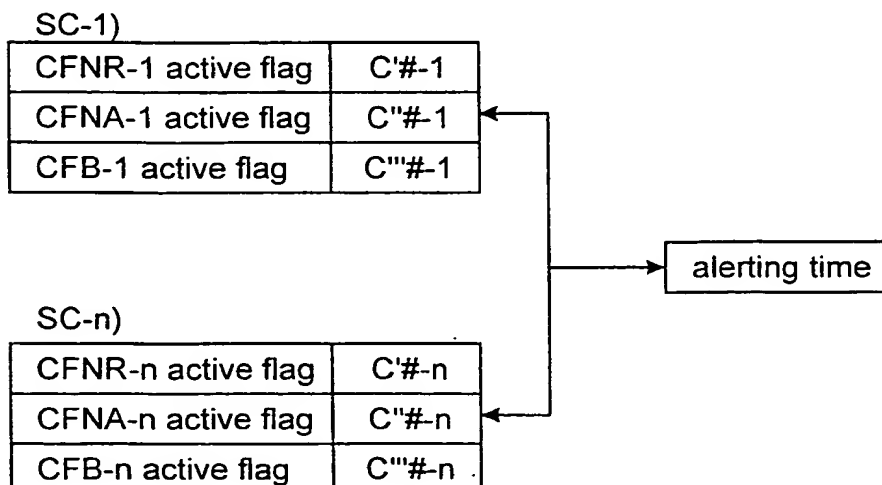 SC-1)
CFNR-1 active flag C'#-1
CFNA-1 active flag C"#-1
CFB-1 active flag C'"#-1
alerting time
SC-n)
CFNR-n active flag C'#-n
CFNA-n active flag C"#-n
CFB-n active flag C'"#-n